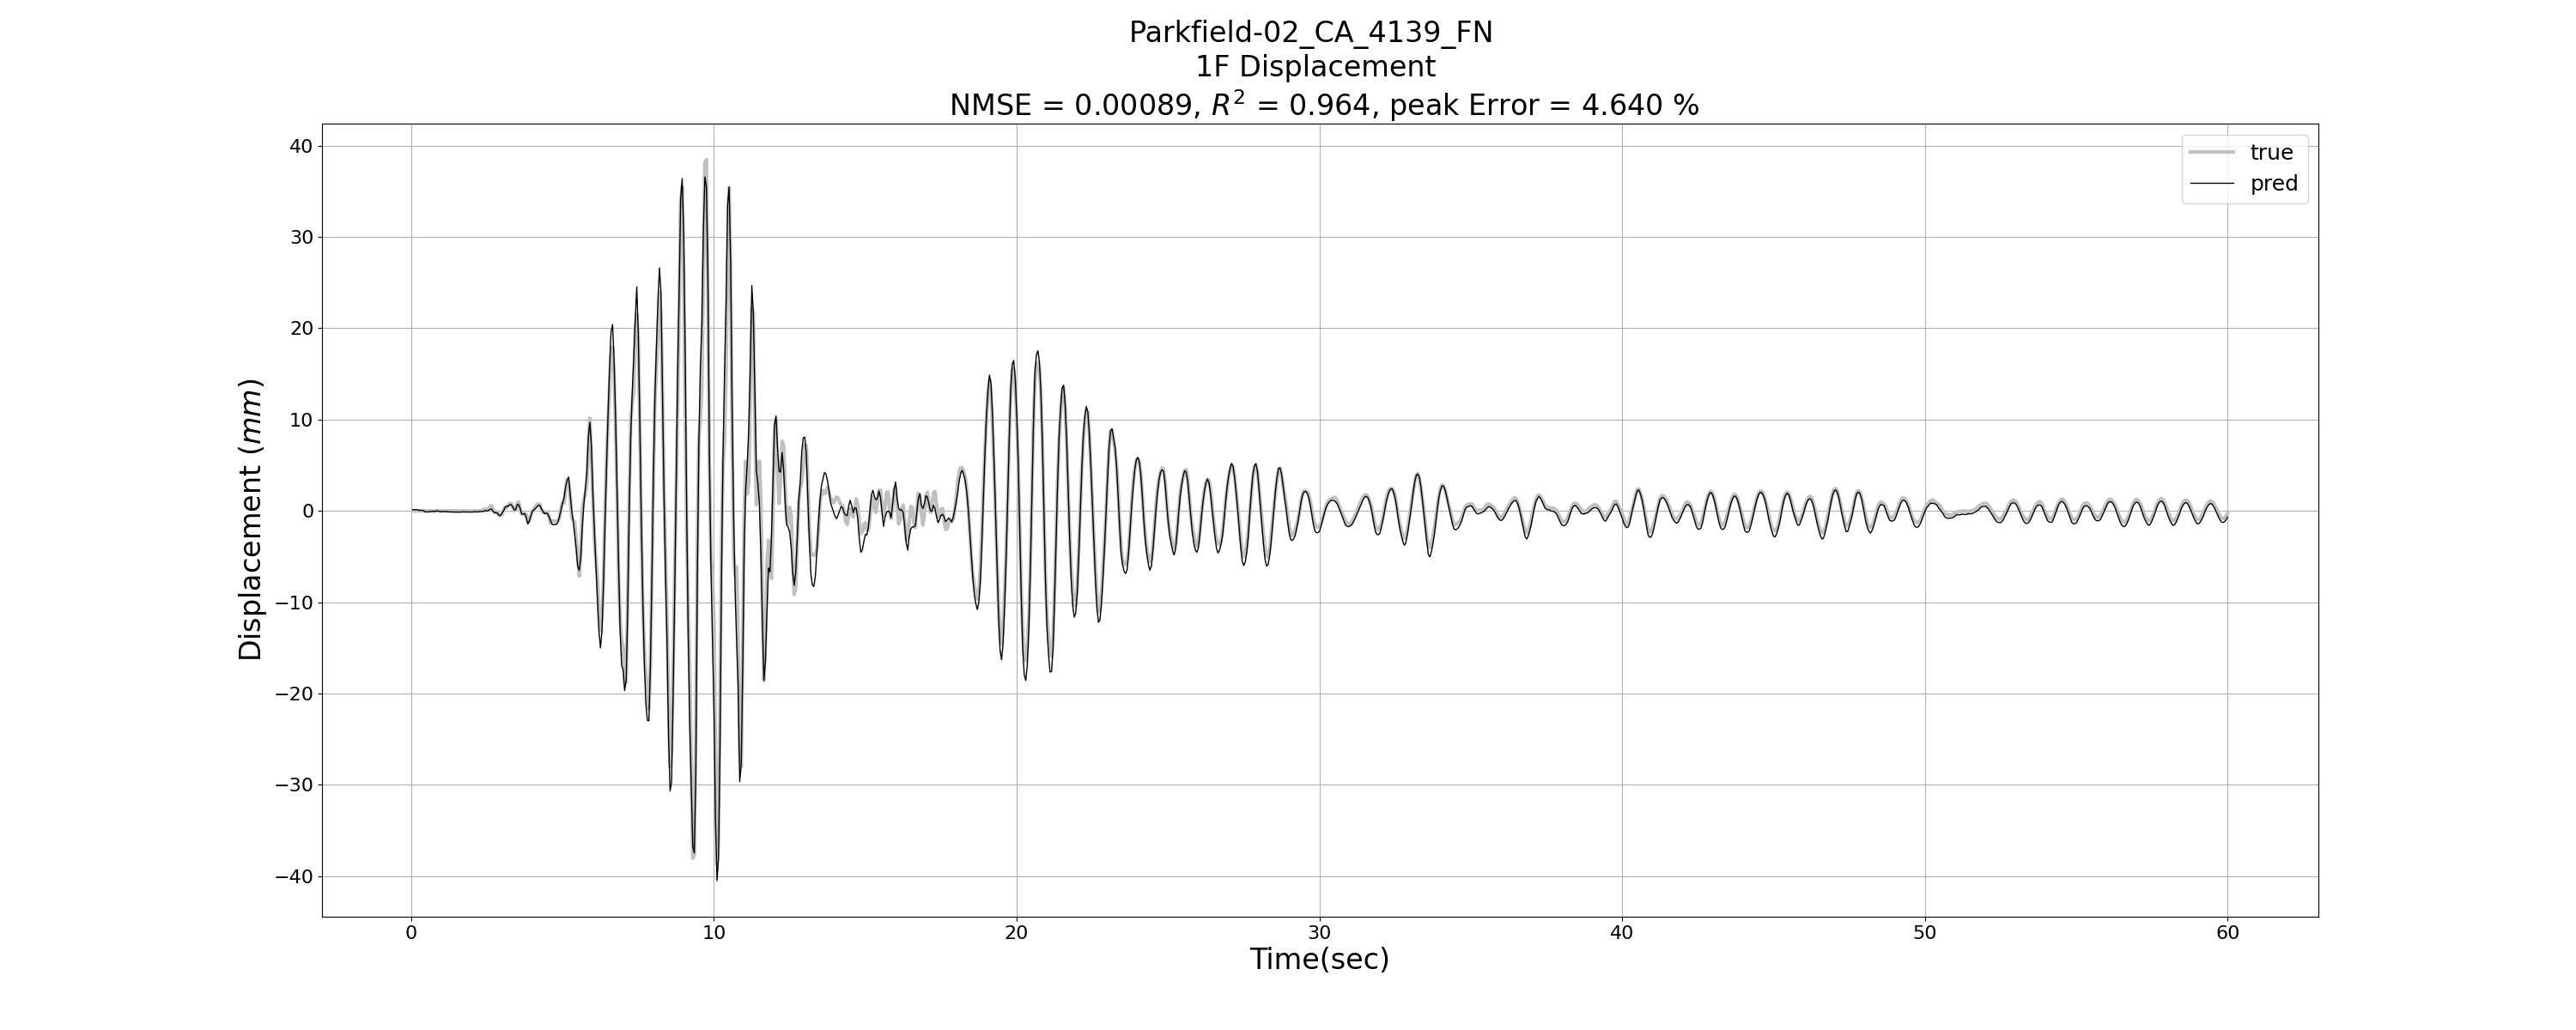 Parkfield-02_CA_4139_FN
1F Displacement
NMSE = 0.00089, R² = 0.964, peak Error = 4.640 %
true
pred
40
30
20
10
0
−10
−20
−30
−40
Displacement (mm)
0 10 20 30 40 50 60
Time(sec)